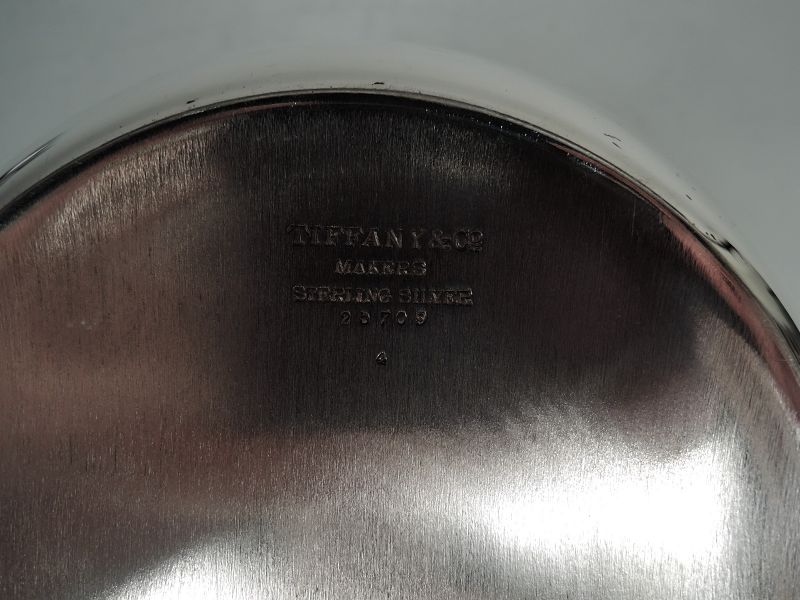 TIFFANY & Co
MAKERS
STERLING SILVER
23709
4